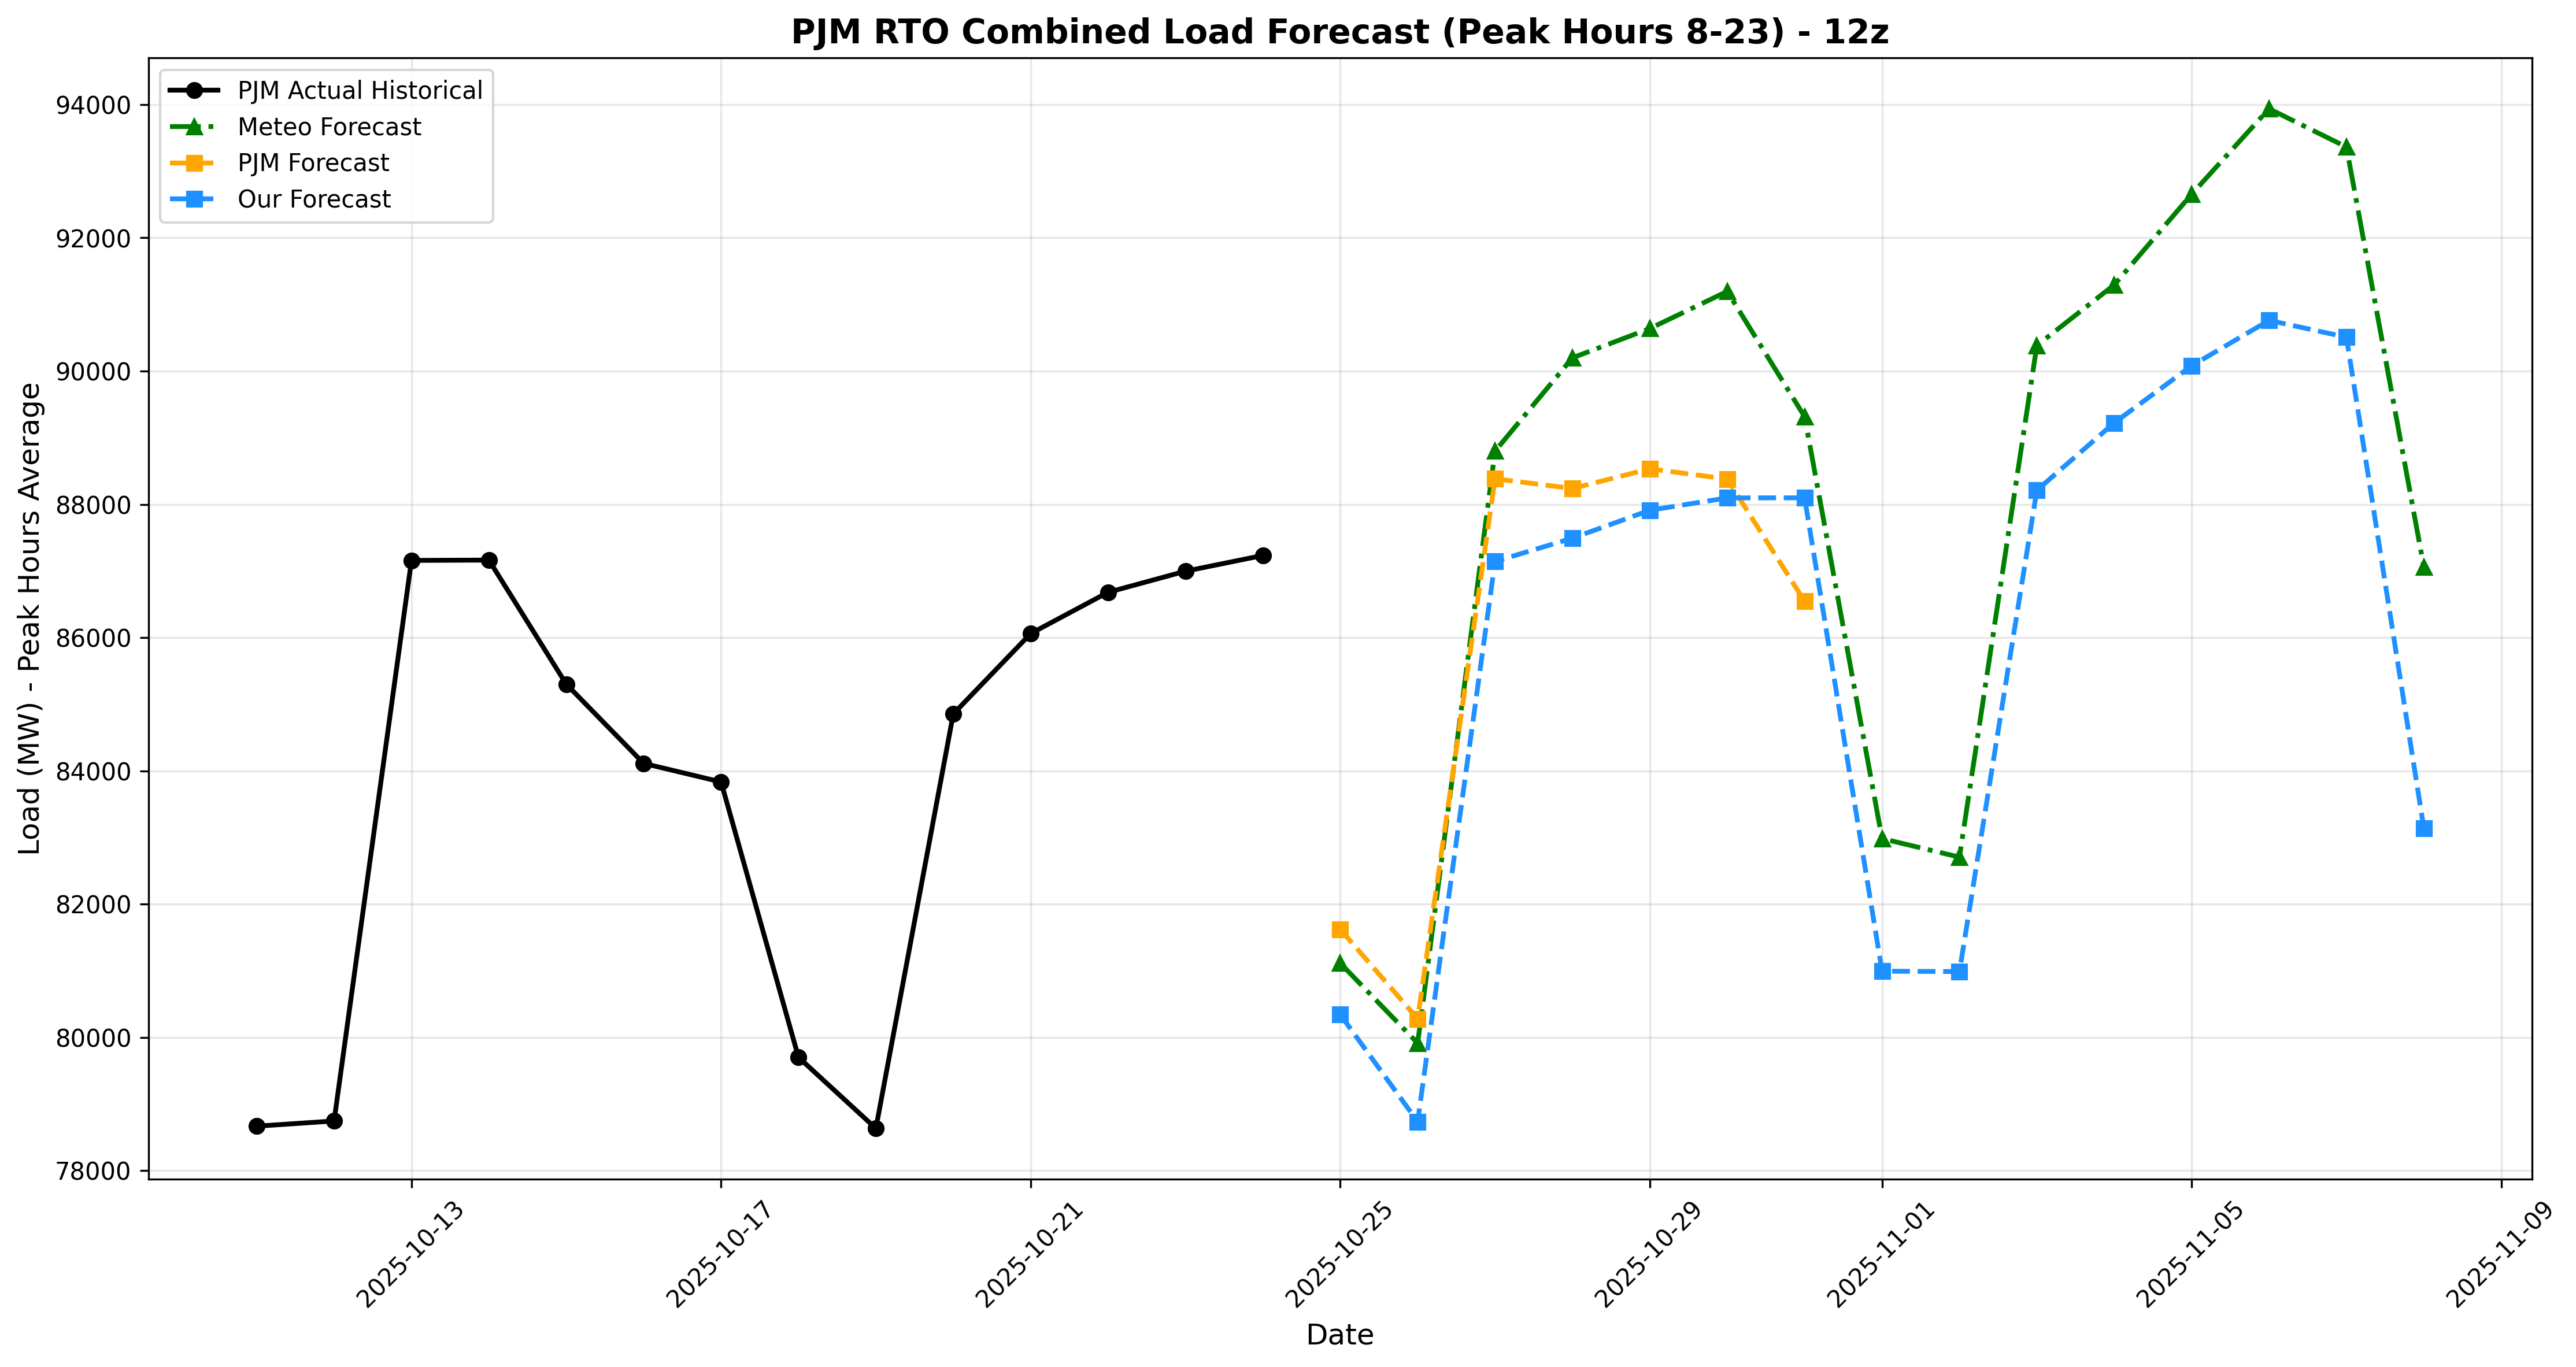 PJM RTO Combined Load Forecast (Peak Hours 8-23) - 12z
PJM Actual Historical
Meteo Forecast
PJM Forecast
Our Forecast
Load (MW) - Peak Hours Average
94000
92000
90000
88000
86000
84000
82000
80000
78000
2025-10-13
2025-10-17
2025-10-21
2025-10-25
2025-10-29
2025-11-01
2025-11-05
2025-11-09
Date